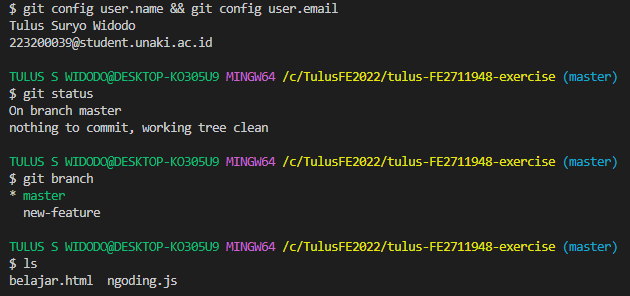 $ git config user.name && git config user.email
Tulus Suryo Widodo
223200039@student.unaki.ac.id
TULUS S WIDODO@DESKTOP-KO305U9 MINGW64 /c/TulusFE2022/tulus-FE2711948-exercise (master)
$ git status
On branch master
nothing to commit, working tree clean
TULUS S WIDODO@DESKTOP-KO305U9 MINGW64 /c/TulusFE2022/tulus-FE2711948-exercise (master)
$ git branch
* master
  new-feature
TULUS S WIDODO@DESKTOP-KO305U9 MINGW64 /c/TulusFE2022/tulus-FE2711948-exercise (master)
$ ls
belajar.html  ngoding.js